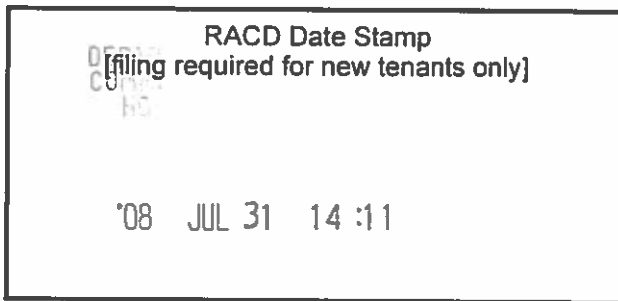 RACD Date Stamp
[filing required for new tenants only]
'08 JUL 31 14:11